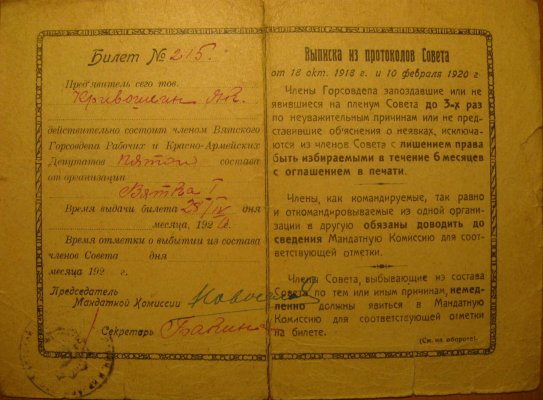 Билет № 215.
Пред'явитель сего тов.
Кривошеин
действительно состоит членом Вятского
Горсовдепа Рабочих и Красно-Армейских
Депутатов пятого состава
от организации
Вятка I
Время выдачи билета 28/IV дня
месяца, 192 г.
Время отметки о выбытии из состава
членов Совета дня
месяца 192 г.
Председатель
Мандатной Комиссии
Секретарь Бабина
Выписка из протоколов Совета
от 18 окт. 1918 г. и 10 февраля 1920 г.
Члены Горсовдепа запоздавшие или не
явившиеся на пленум Совета до 3-х раз
по неуважительным причинам или не пред-
ставившие об'яснения о неявках, исключа-
ются из членов Совета с лишением права
быть избираемыми в течение 6 месяцев
с оглашением в печати.
Члены, как командируемые, так равно
и откомандировываемые из одной организа-
ции в другую обязаны доводить до
сведения Мандатную Комиссию для соот-
ветствующей отметки.
Члены Совета, выбывающие из состава
Совета по тем или иным причинам, немед-
ленно должны явиться в Мандатную
Комиссию для соответствующей отметки
на билете.
(См. на обороте).